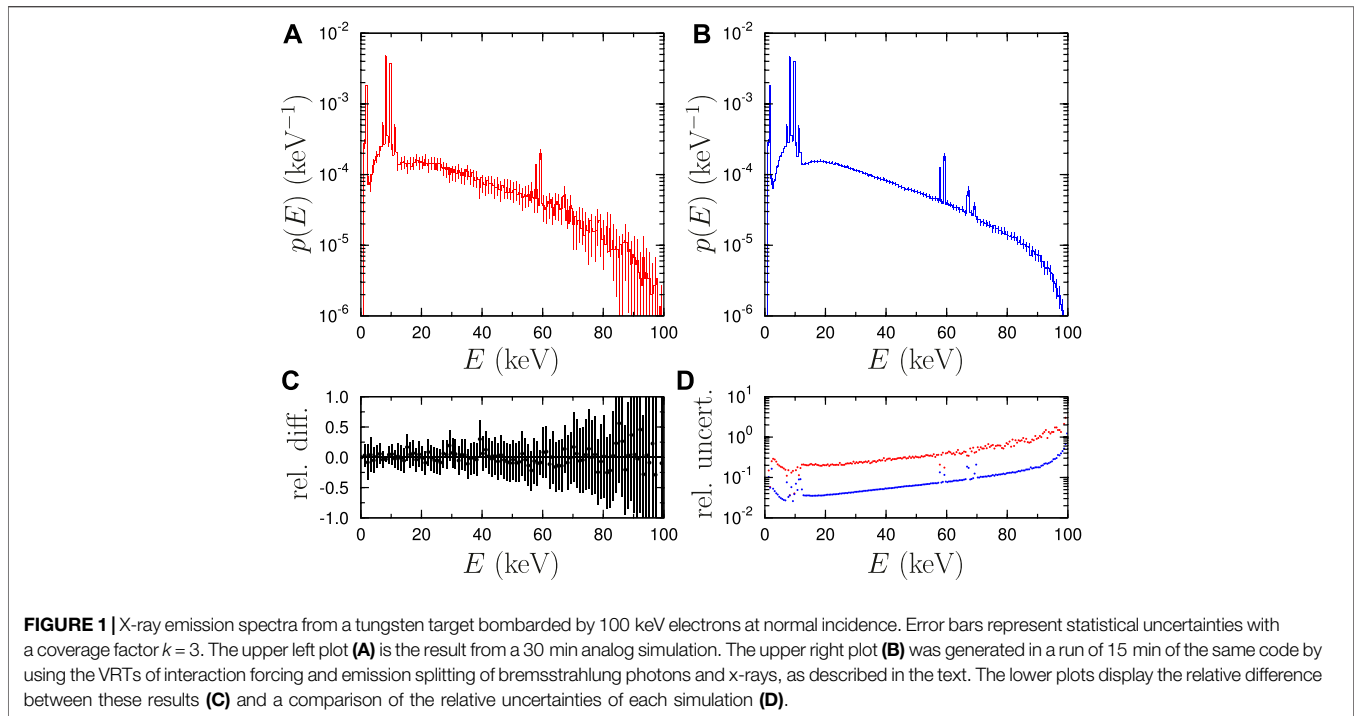 A
B
10^-2
10^-3
10^-4
10^-5
10^-6
p(E) (keV^-1)
0 20 40 60 80 100
E (keV)
10^-2
10^-3
10^-4
10^-5
10^-6
p(E) (keV^-1)
0 20 40 60 80 100
E (keV)
C
D
1.0
0.5
0.0
-0.5
-1.0
rel. diff.
0 20 40 60 80 100
E (keV)
10^1
10^0
10^-1
10^-2
rel. uncert.
0 20 40 60 80 100
E (keV)
FIGURE 1 | X-ray emission spectra from a tungsten target bombarded by 100 keV electrons at normal incidence. Error bars represent statistical uncertainties with
a coverage factor k = 3. The upper left plot (A) is the result from a 30 min analog simulation. The upper right plot (B) was generated in a run of 15 min of the same code by
using the VRTs of interaction forcing and emission splitting of bremsstrahlung photons and x-rays, as described in the text. The lower plots display the relative difference
between these results (C) and a comparison of the relative uncertainties of each simulation (D).